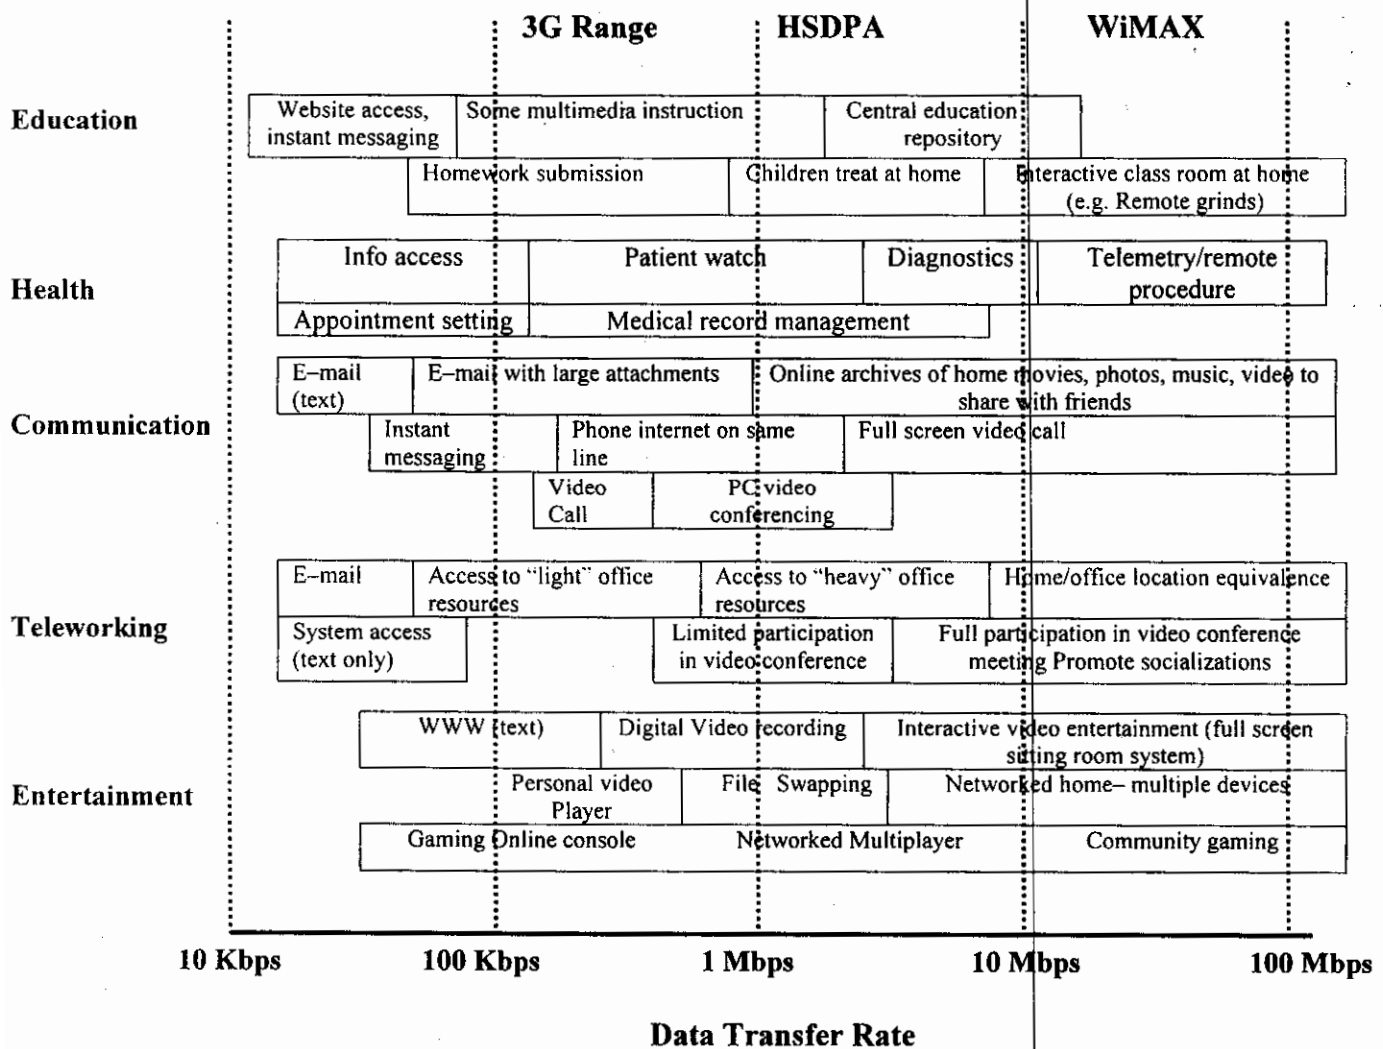 3G Range HSDPA WiMAX
Education
Website access, instant messaging
Some multimedia instruction
Central education repository
Homework submission
Children treat at home
Interactive class room at home (e.g. Remote grinds)
Health
Info access
Patient watch
Diagnostics
Telemetry/remote procedure
Appointment setting
Medical record management
Communication
E–mail (text)
E–mail with large attachments
Online archives of home movies, photos, music, video to share with friends
Instant messaging
Phone internet on same line
Full screen video call
Video Call
PC video conferencing
Teleworking
E–mail
Access to "light" office resources
Access to "heavy" office resources
Home/office location equivalence
System access (text only)
Limited participation in video conference
Full participation in video conference meeting Promote socializations
Entertainment
WWW (text)
Digital Video recording
Interactive video entertainment (full screen sitting room system)
Personal video Player
File Swapping
Networked home– multiple devices
Gaming Online console
Networked Multiplayer
Community gaming
10 Kbps 100 Kbps 1 Mbps 10 Mbps 100 Mbps
Data Transfer Rate